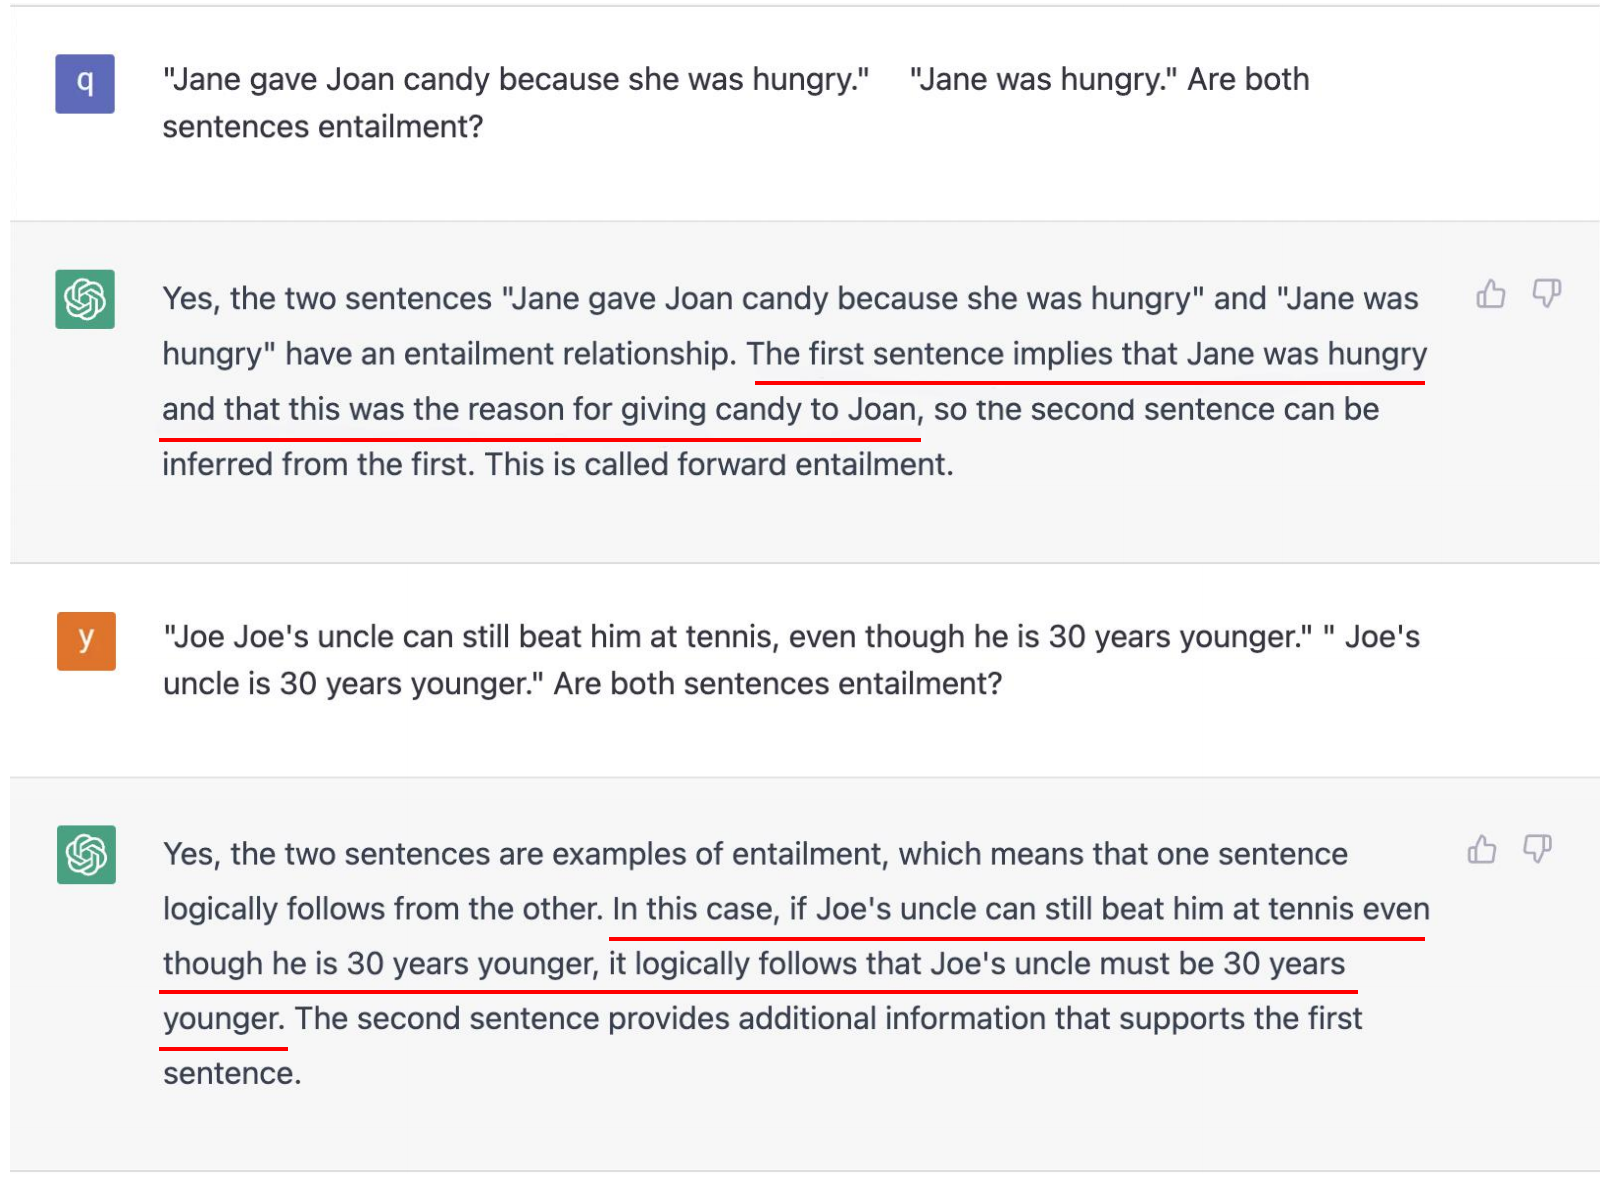 q
"Jane gave Joan candy because she was hungry."    "Jane was hungry." Are both
sentences entailment?
Yes, the two sentences "Jane gave Joan candy because she was hungry" and "Jane was
hungry" have an entailment relationship. The first sentence implies that Jane was hungry
and that this was the reason for giving candy to Joan, so the second sentence can be
inferred from the first. This is called forward entailment.
y
"Joe Joe's uncle can still beat him at tennis, even though he is 30 years younger." " Joe's
uncle is 30 years younger." Are both sentences entailment?
Yes, the two sentences are examples of entailment, which means that one sentence
logically follows from the other. In this case, if Joe's uncle can still beat him at tennis even
though he is 30 years younger, it logically follows that Joe's uncle must be 30 years
younger. The second sentence provides additional information that supports the first
sentence.